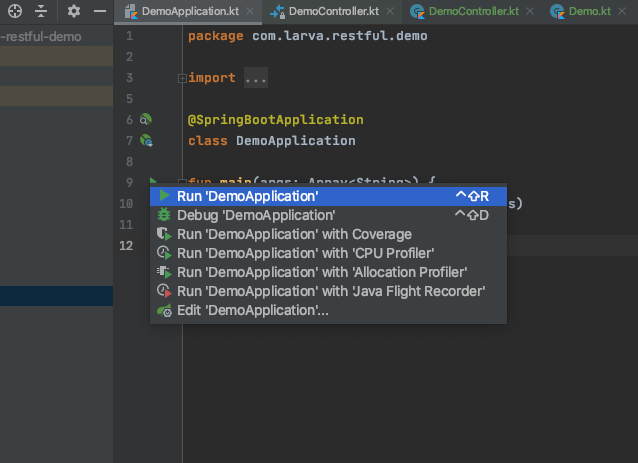 DemoApplication.kt DemoController.kt DemoController.kt Demo.kt
-restful-demo
1 package com.larva.restful.demo
2
3 import ...
5
6 @SpringBootApplication
7 class DemoApplication
8
9 fun main(args: Array<String>) {
10 s)
11
12
Run 'DemoApplication' ^⇧R
Debug 'DemoApplication' ^⇧D
Run 'DemoApplication' with Coverage
Run 'DemoApplication' with 'CPU Profiler'
Run 'DemoApplication' with 'Allocation Profiler'
Run 'DemoApplication' with 'Java Flight Recorder'
Edit 'DemoApplication'...